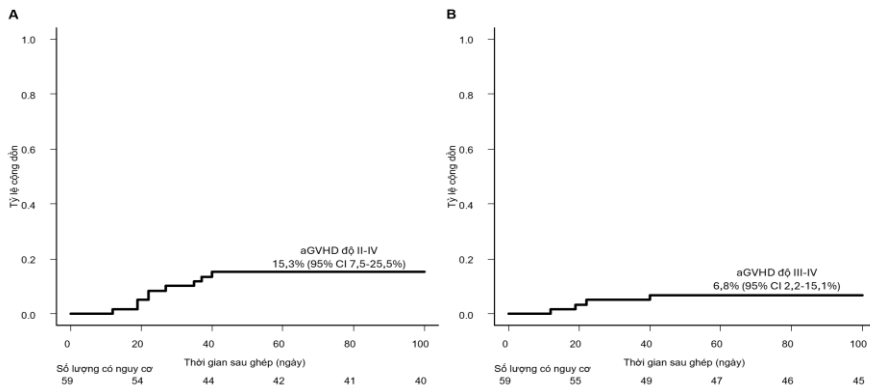 A
1.0
0.8
0.6
0.4
0.2
0.0
Tỷ lệ cộng dồn
aGVHD độ II-IV
15,3% (95% CI 7,5-25,5%)
0 20 40 60 80 100
Số lượng có nguy cơ
Thời gian sau ghép (ngày)
59 54 44 42 41 40
B
1.0
0.8
0.6
0.4
0.2
0.0
Tỷ lệ cộng dồn
aGVHD độ III-IV
6,8% (95% CI 2,2-15,1%)
0 20 40 60 80 100
Số lượng có nguy cơ
Thời gian sau ghép (ngày)
59 55 49 47 46 45